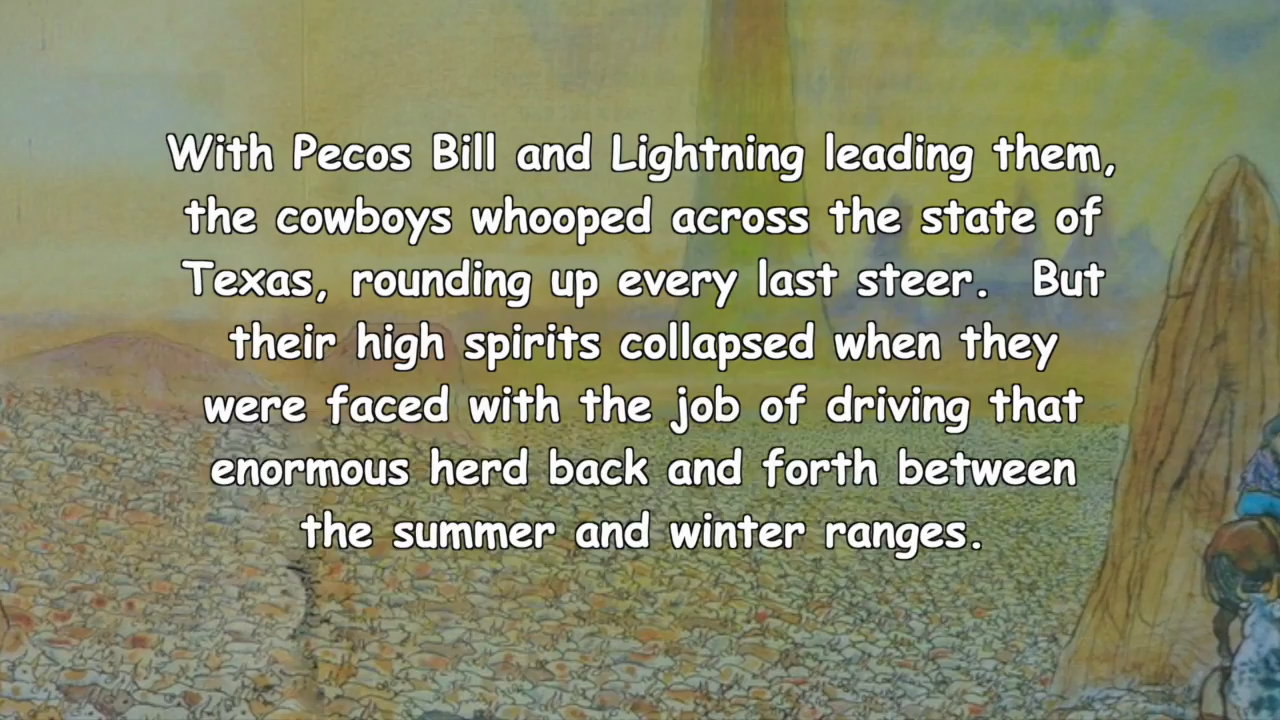 With Pecos Bill and Lightning leading them,
the cowboys whooped across the state of
Texas, rounding up every last steer.  But
their high spirits collapsed when they
were faced with the job of driving that
enormous herd back and forth between
the summer and winter ranges.